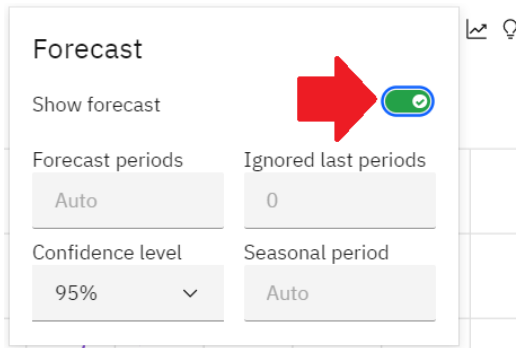 Forecast
Show forecast
Forecast periods
Ignored last periods
Auto
0
Confidence level
Seasonal period
95%
Auto